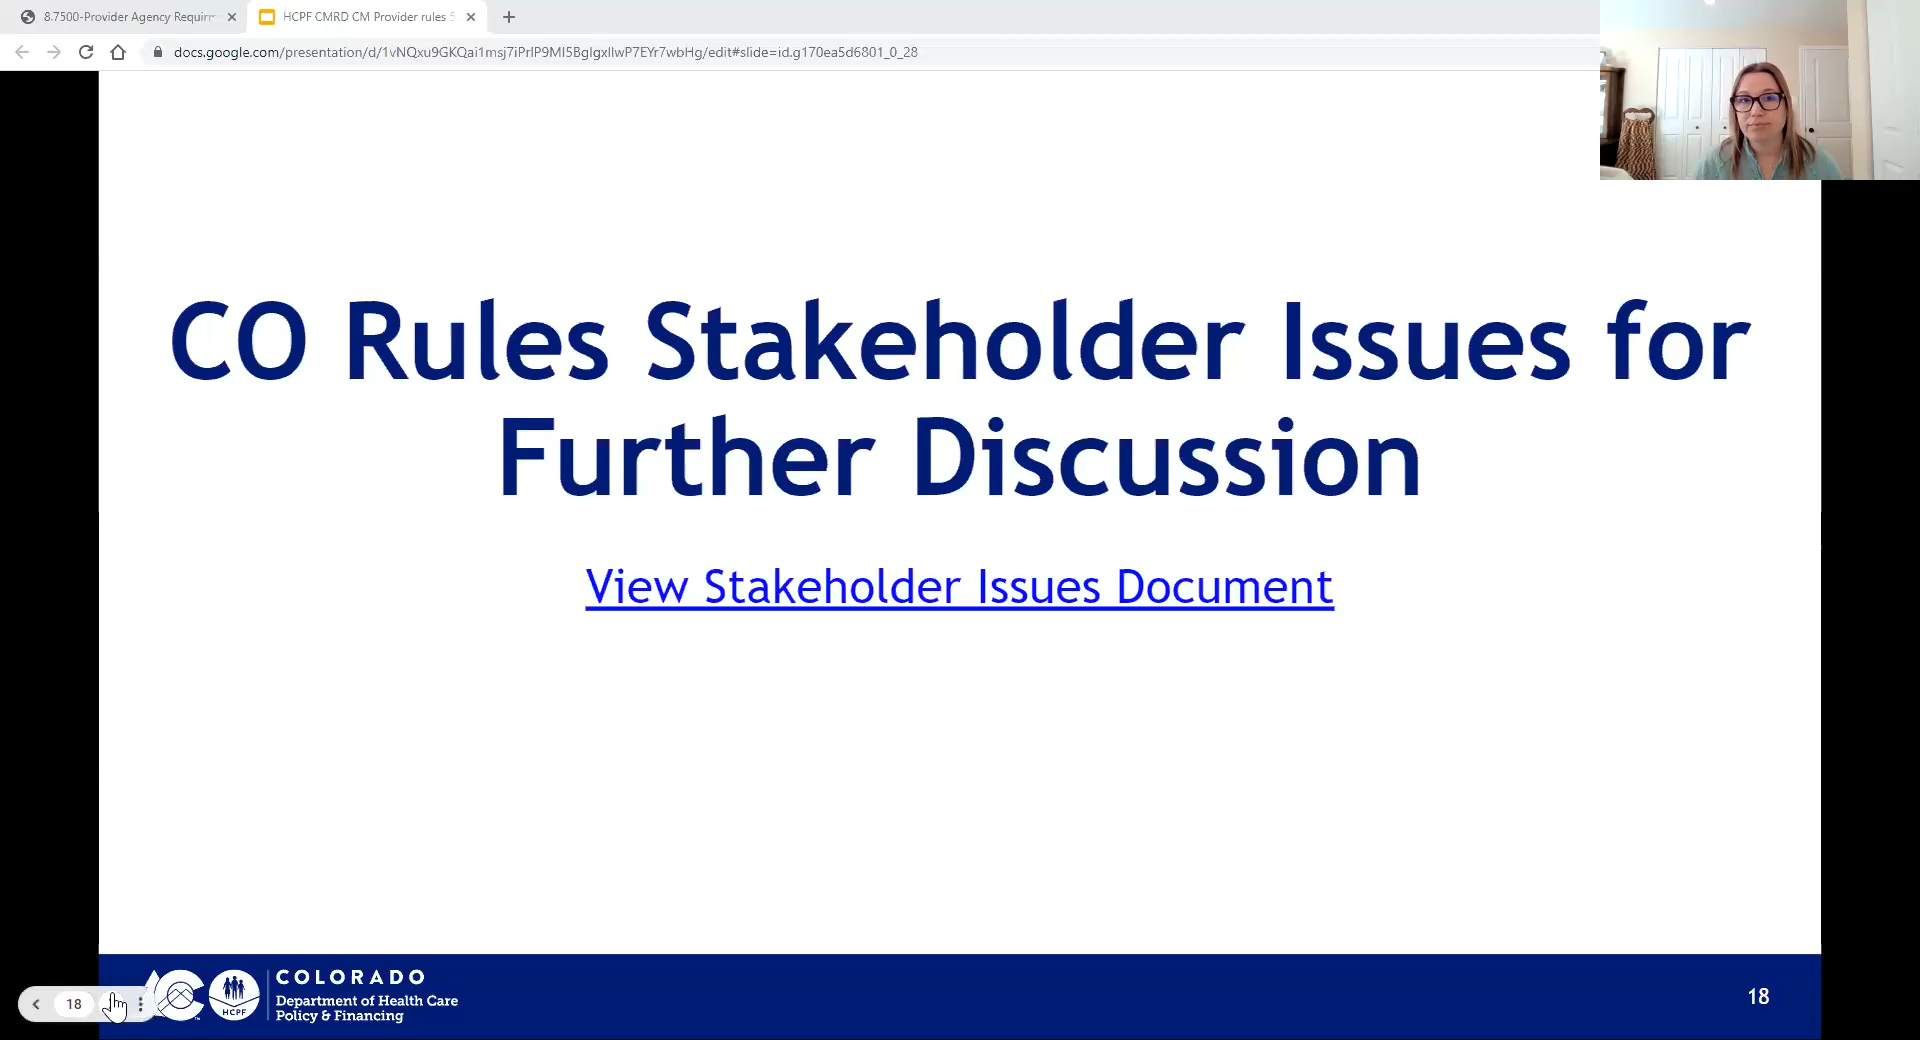 8.7500-Provider Agency Requirm
HCPF CMRD CM Provider rules 5
docs.google.com/presentation/d/1vNQxu9GKQai1msj7iPrIP9MI5BgIgxIlwP7EYr7wbHg/edit#slide=id.g170ea5d6801_0_28
CO Rules Stakeholder Issues for
Further Discussion
View Stakeholder Issues Document
18
HCPF
COLORADO
Department of Health Care
Policy & Financing
18